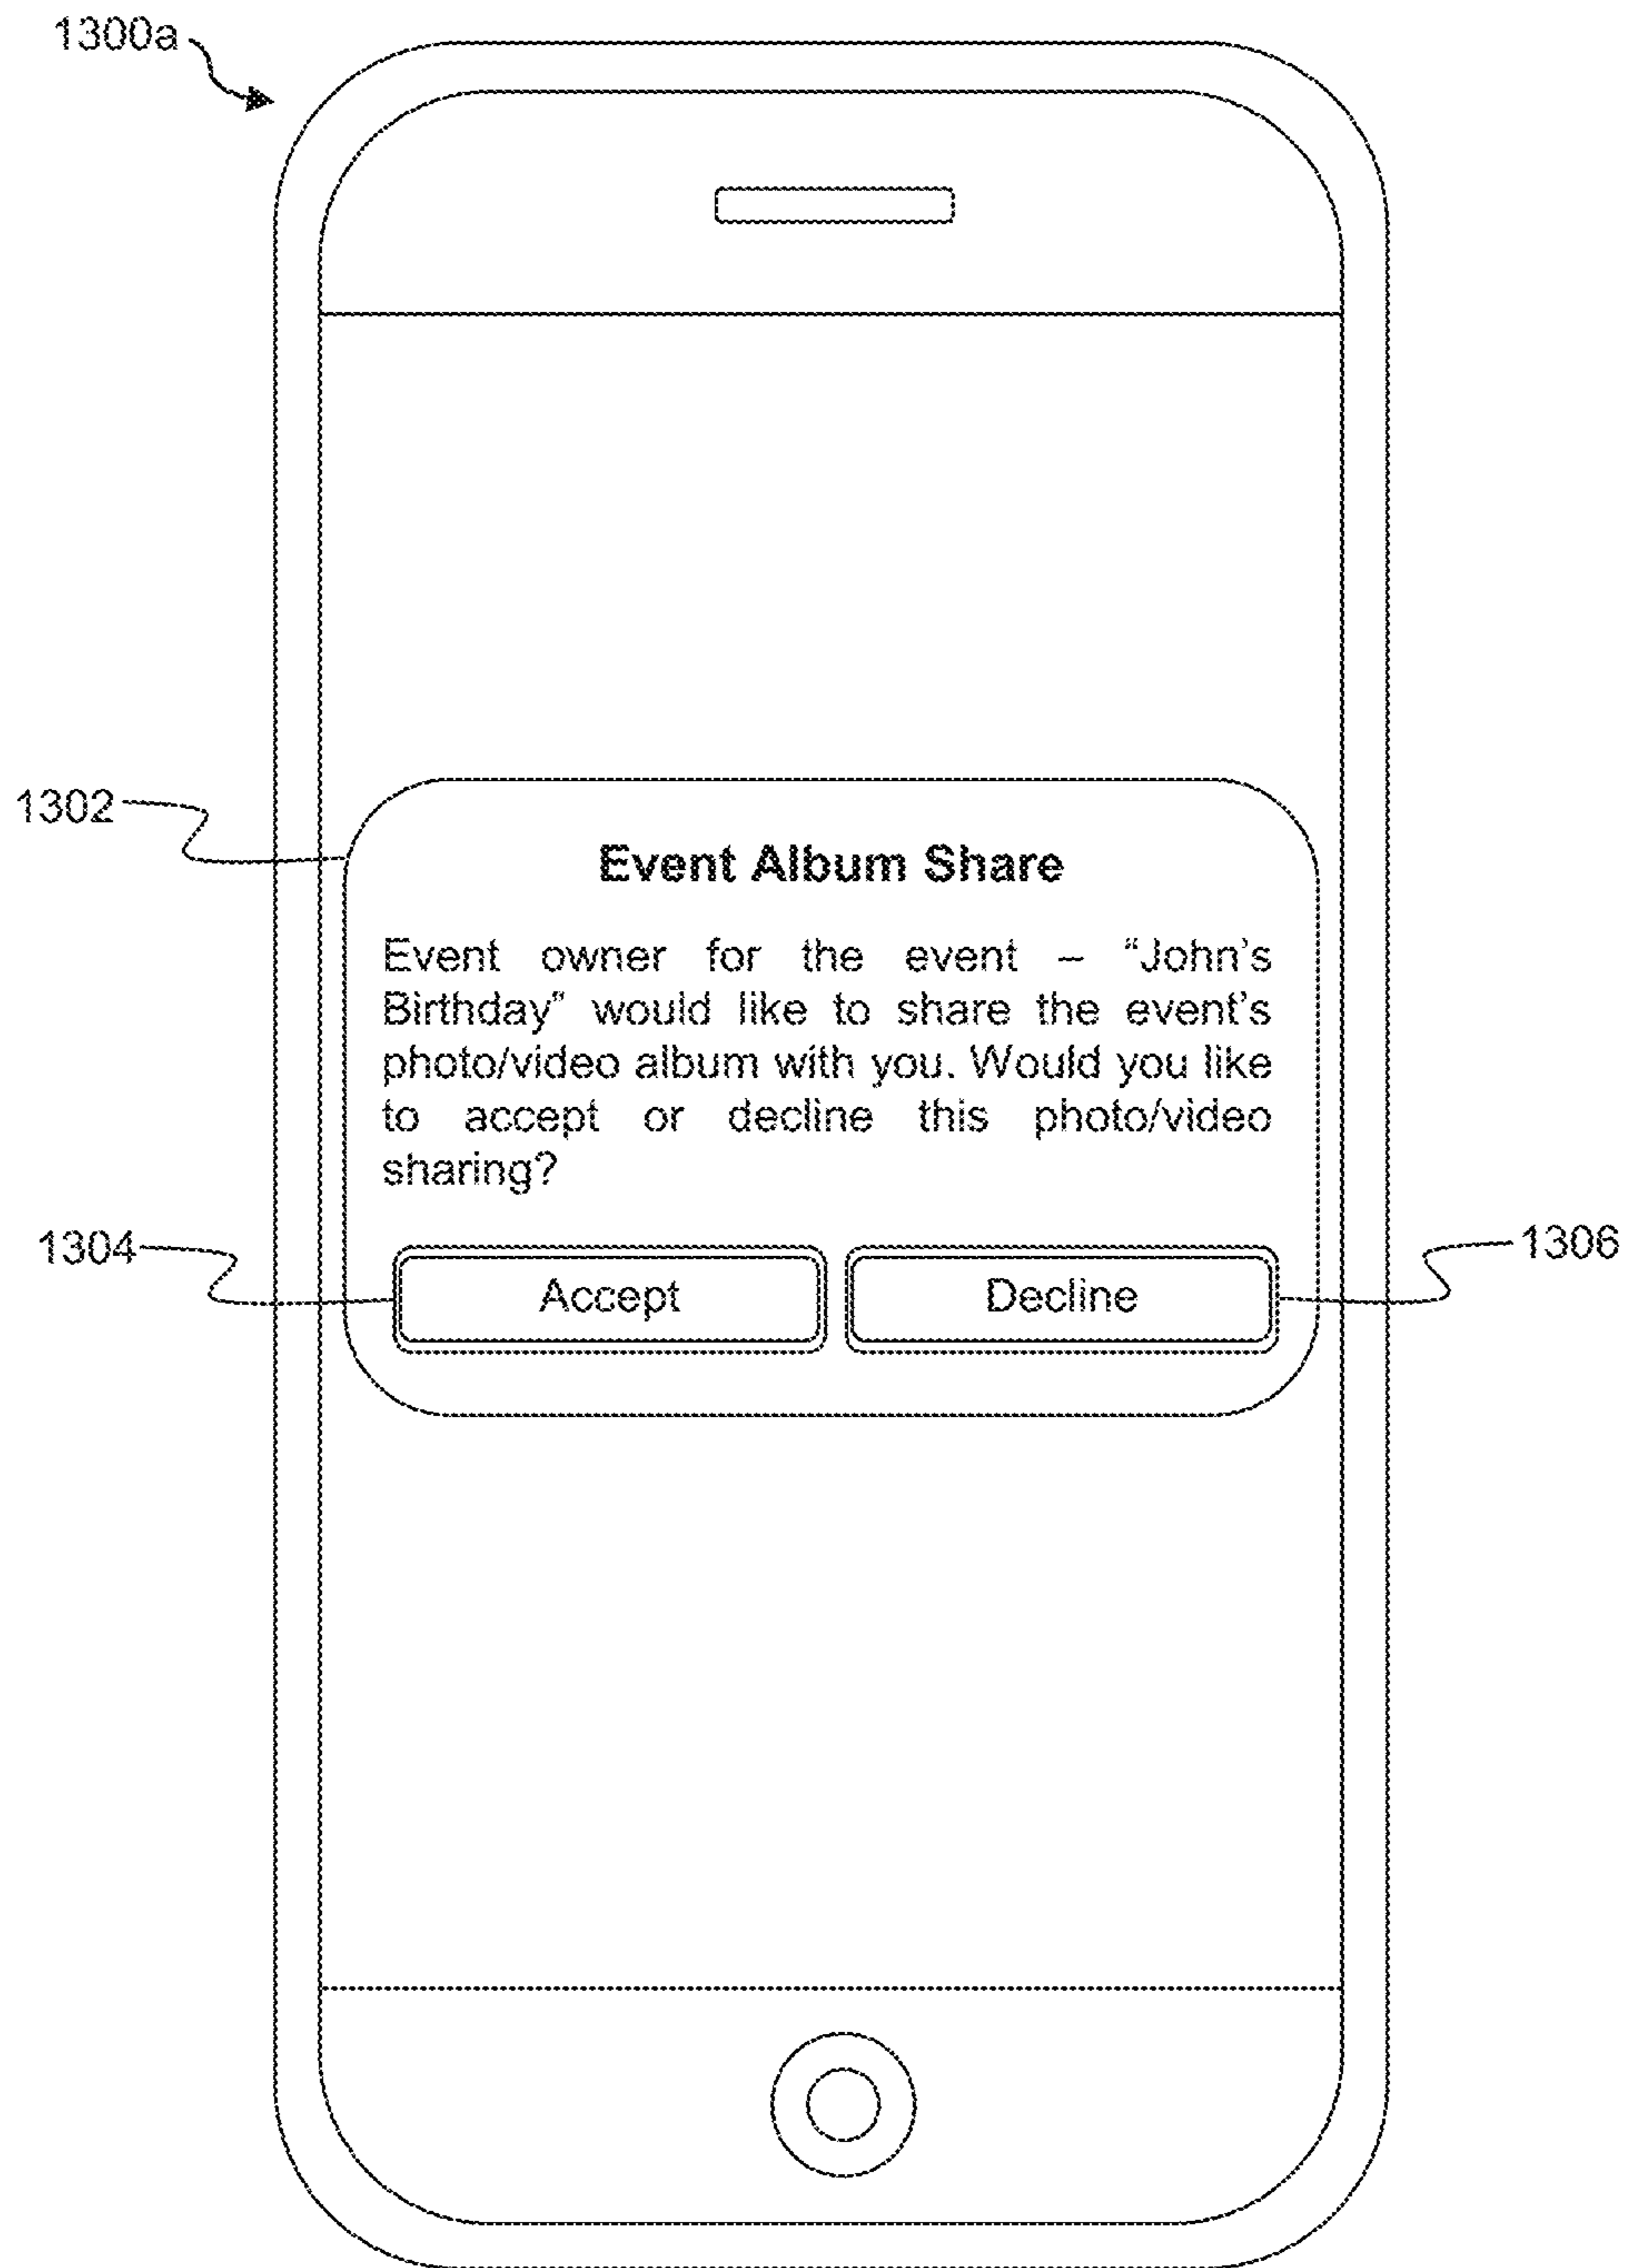 1300a
1302
Event Album Share
Event owner for the event – “John’s
Birthday” would like to share the event’s
photo/video album with you. Would you like
to accept or decline this photo/video
sharing?
1304
1306
Accept
Decline